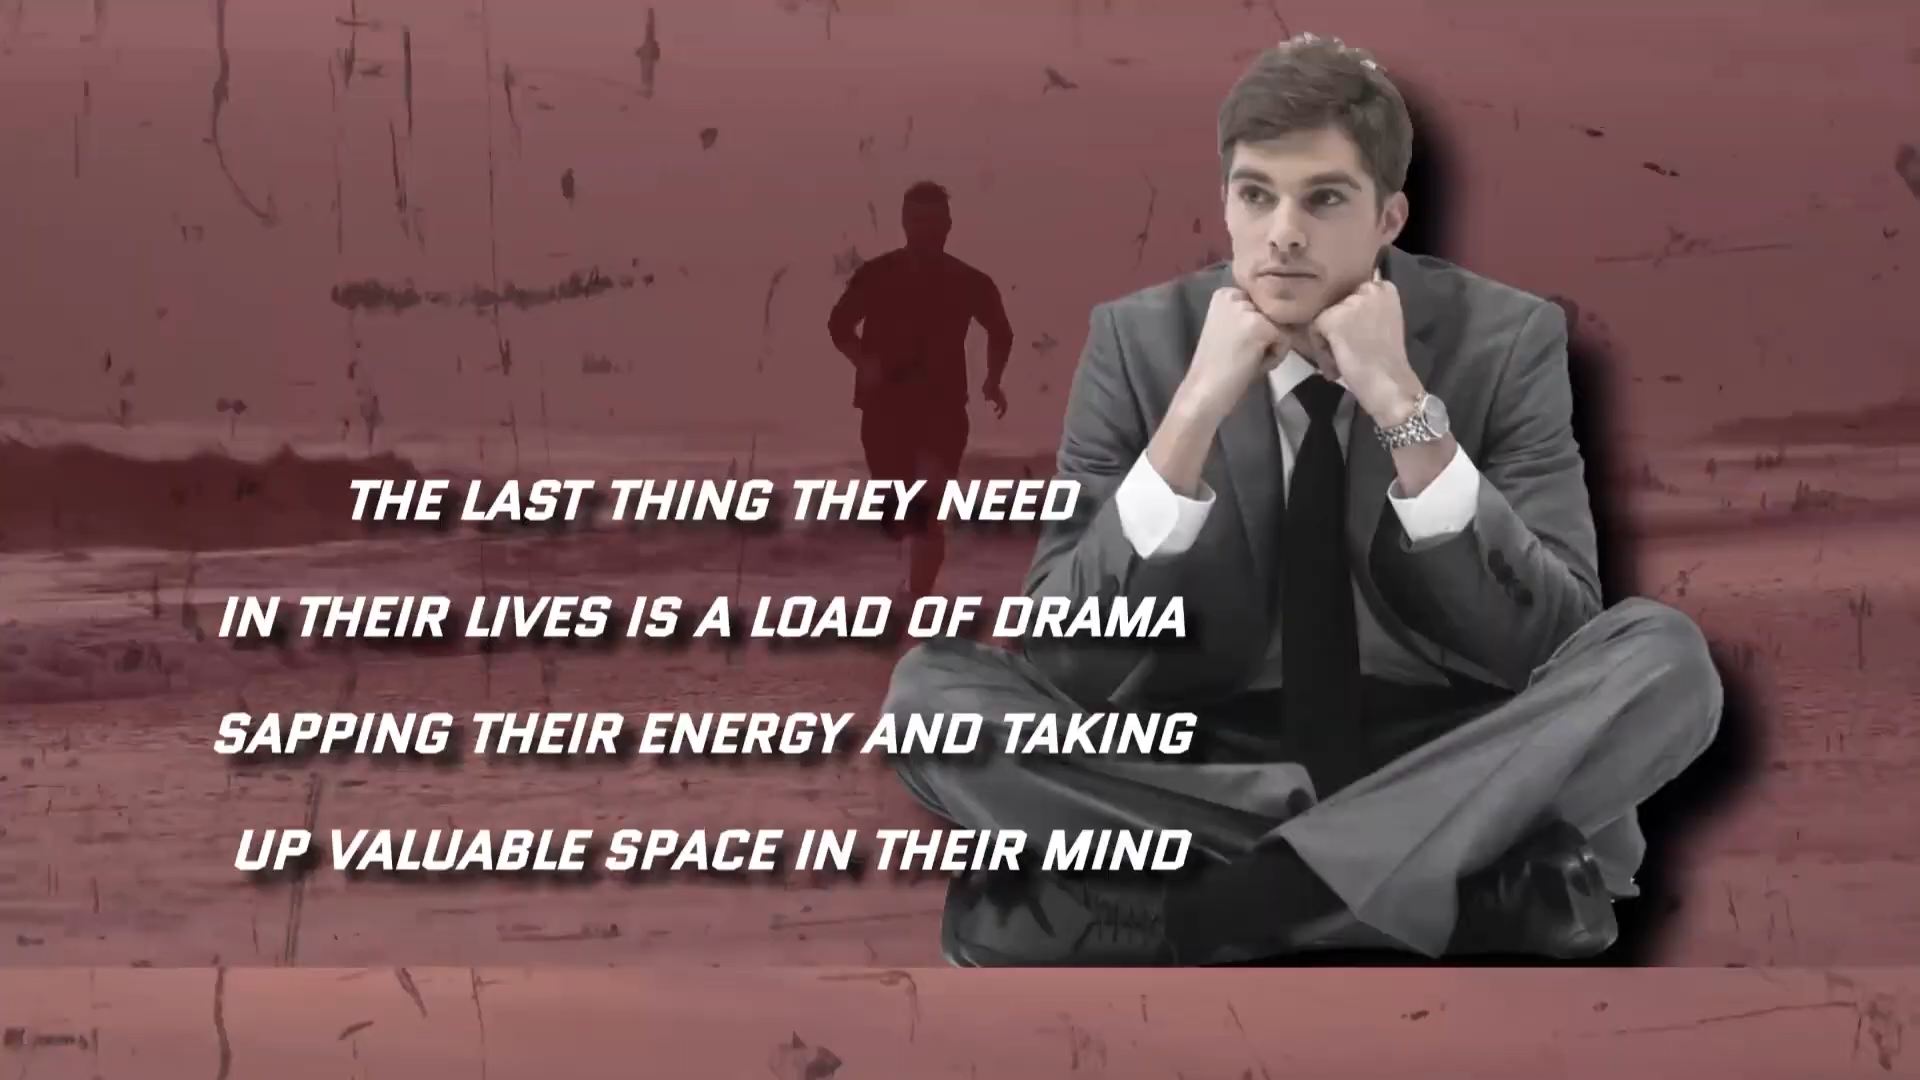 THE LAST THING THEY NEED
IN THEIR LIVES IS A LOAD OF DRAMA
SAPPING THEIR ENERGY AND TAKING
UP VALUABLE SPACE IN THEIR MIND